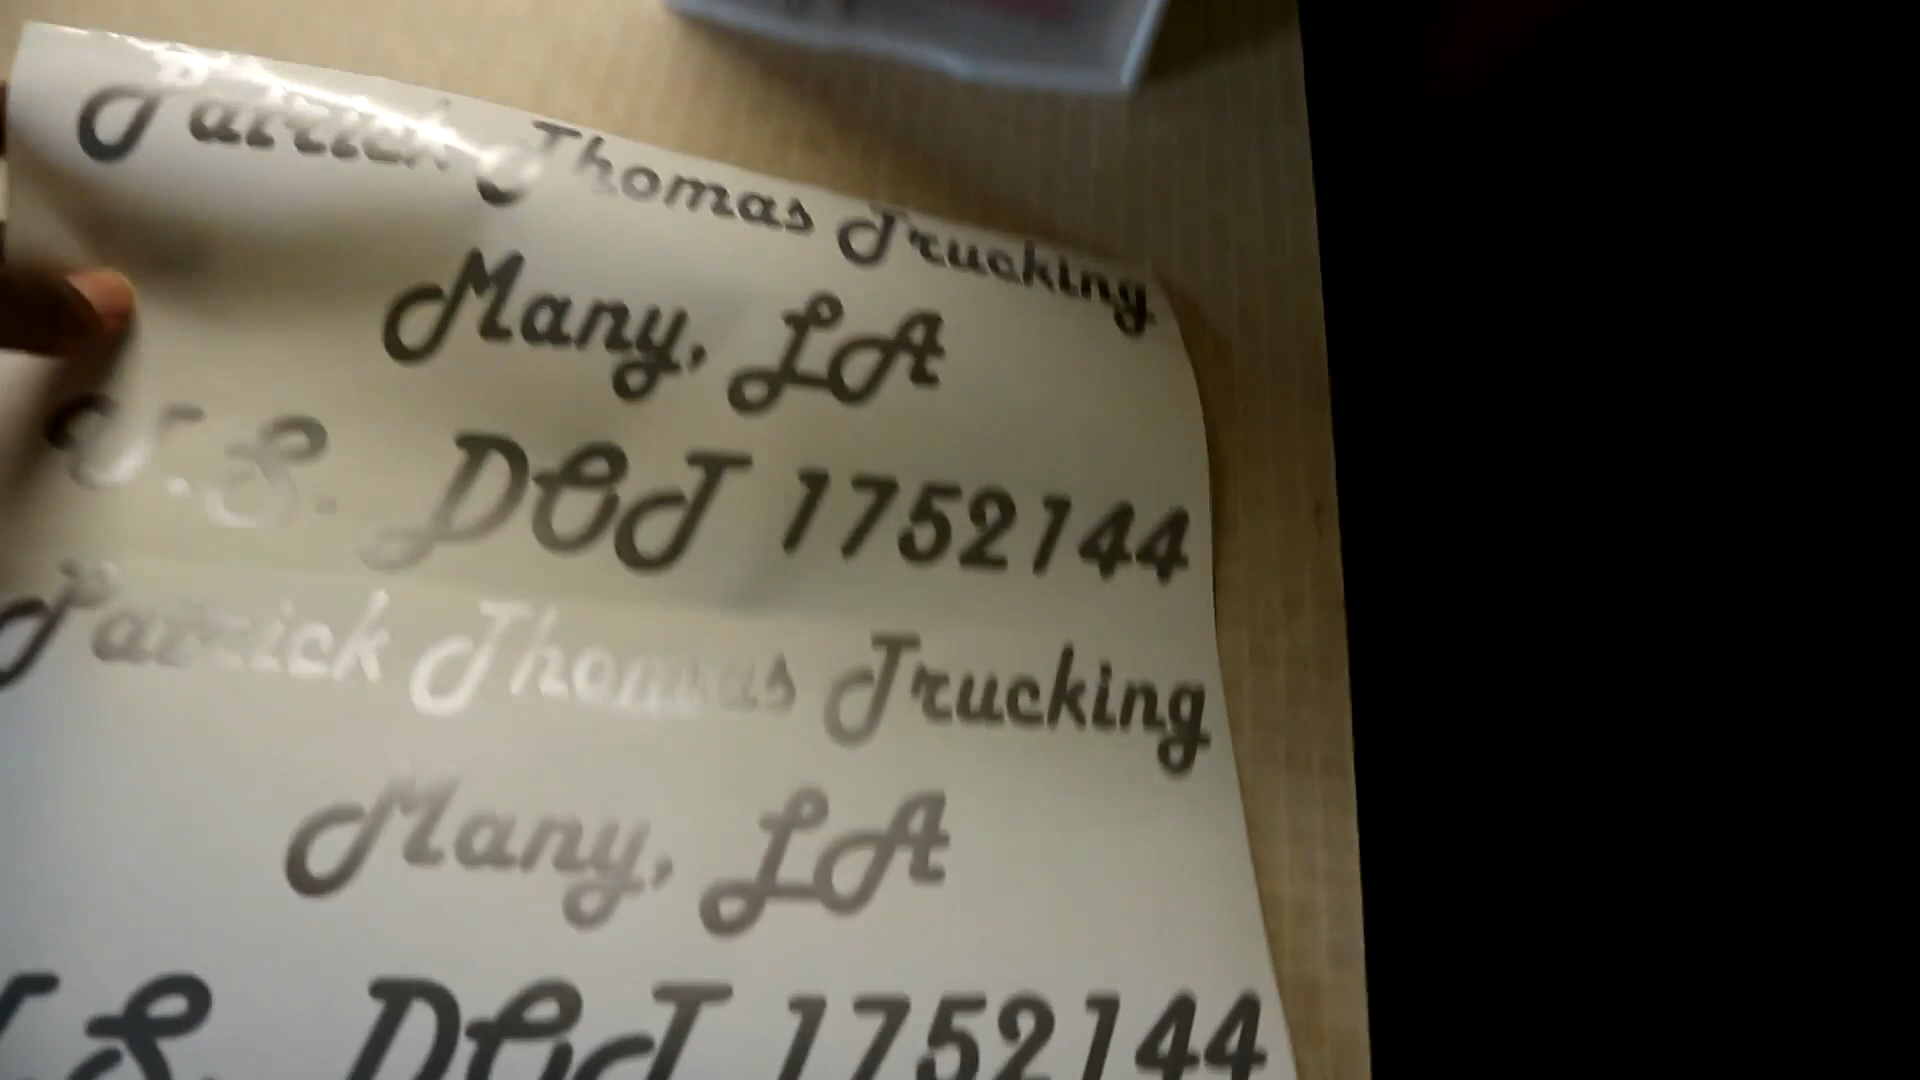 Patrick Thomas Trucking
Many, LA
U.S. DOT 1752144
Patrick Thomas Trucking
Many, LA
U.S. DOT 1752144